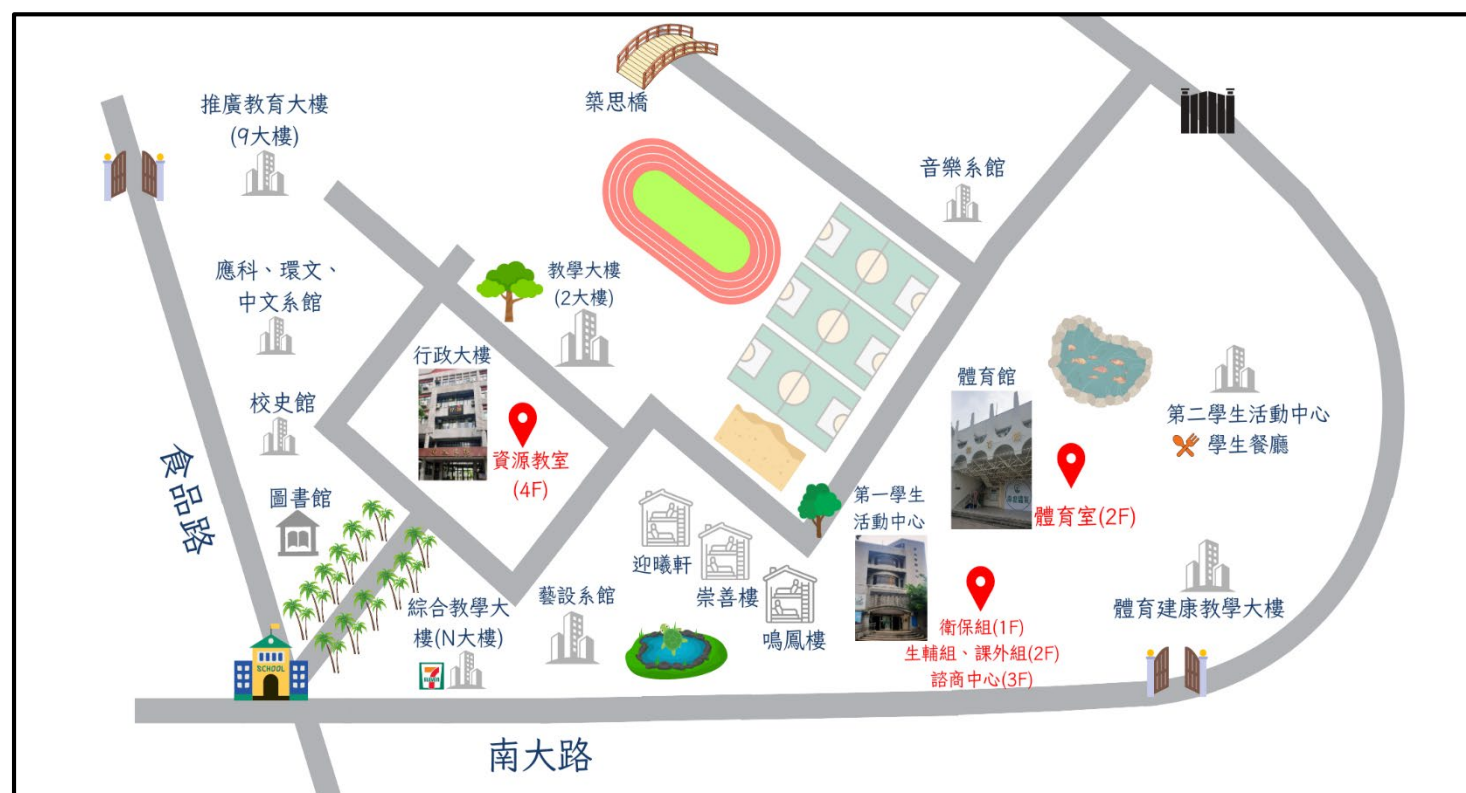 推廣教育大樓
(9大樓)
築思橋
音樂系館
應科、環文、
中文系館
教學大樓
(2大樓)
行政大樓
資源教室
(4F)
校史館
圖書館
食品路
體育館
體育室(2F)
第二學生活動中心
學生餐廳
第一學生
活動中心
迎曦軒
崇善樓
鳴鳳樓
衛保組(1F)
生輔組、課外組(2F)
諮商中心(3F)
體育建康教學大樓
綜合教學大
樓(N大樓)
7
ELEVEN
藝設系館
SCHOOL
南大路